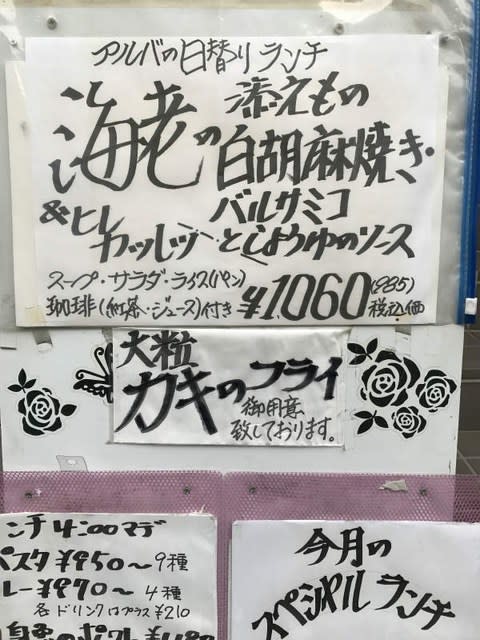 アルバの日替り ランチ
海老の
添えもの
白胡麻焼き
&ヒレカツレツ
バルサミコ
としょうゆのソース
スープ・サラダ・ライス(パン)
珈琲(紅茶・ジュース)付き ¥1060 (985) 税込価
大粒
カキのフライ
御用意
致しております。
ンチ 4:00マデ
パスタ ¥950〜 9種
レー ¥970〜 4種
各ドリンクはプラス ¥210
今月の
スペシャル ランチ